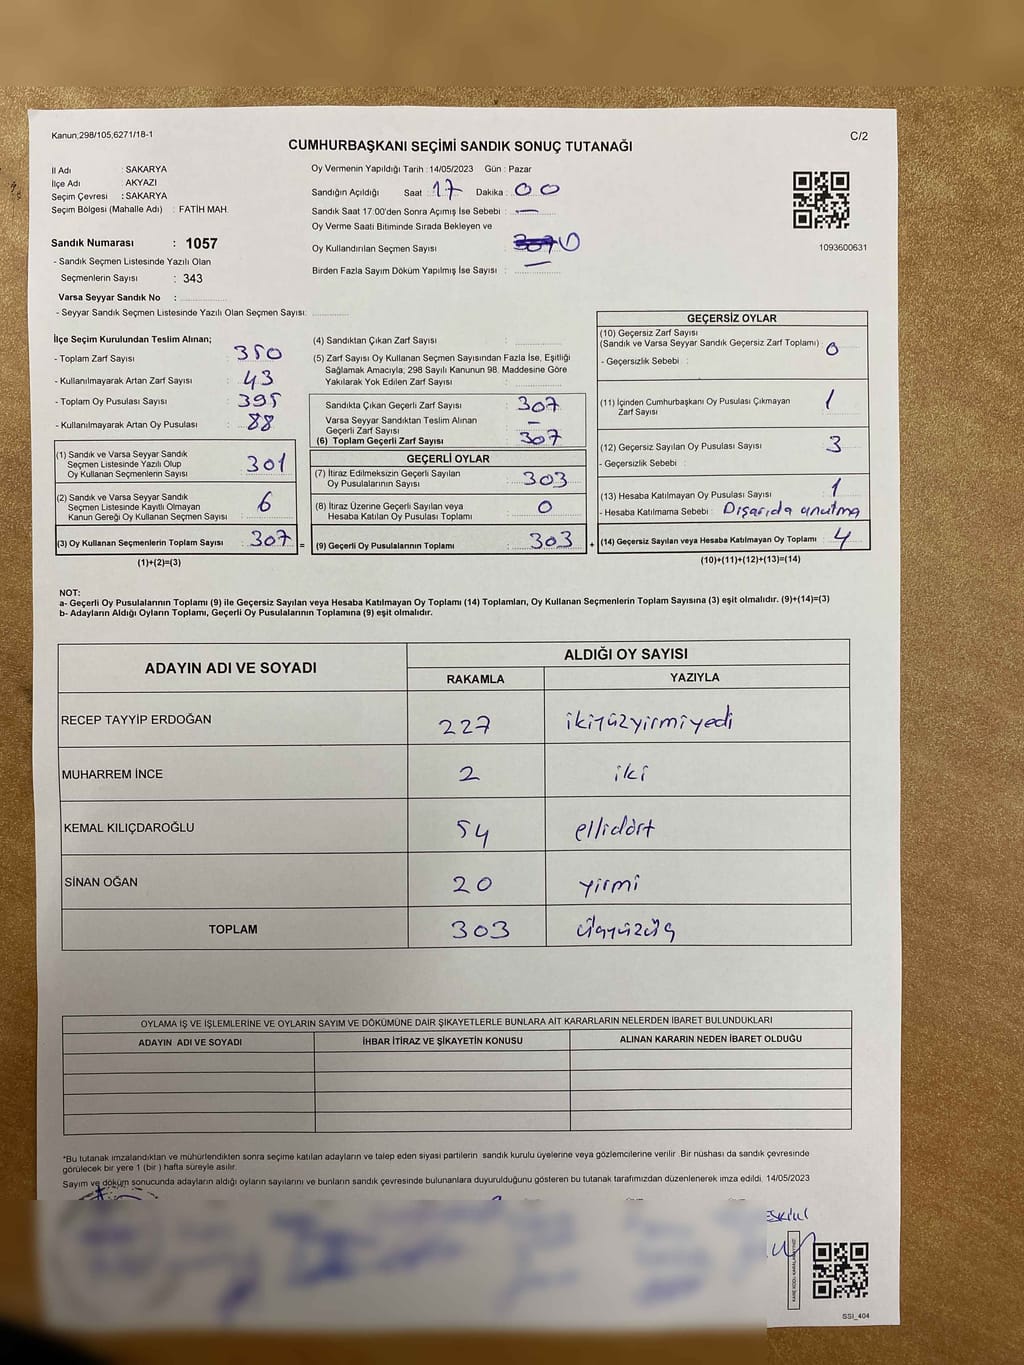 Kanun;298/105,6271/18-1
C/2
CUMHURBAŞKANI SEÇİMİ SANDIK SONUÇ TUTANAĞI
İl Adı : SAKARYA
İlçe Adı : AKYAZI
Seçim Çevresi : SAKARYA
Seçim Bölgesi (Mahalle Adı) : FATİH MAH.
Oy Vermenin Yapıldığı Tarih :14/05/2023 Gün : Pazar
Sandığın Açıldığı Saat : 17 Dakika : 00
Sandık Saat 17:00'den Sonra Açımış İse Sebebi : —
Oy Verme Saati Bitiminde Sırada Bekleyen ve
Oy Kullandırılan Seçmen Sayısı : 0
Birden Fazla Sayım Döküm Yapılmış İse Sayısı : —
1093600631
Sandık Numarası : 1057
- Sandık Seçmen Listesinde Yazılı Olan
Seçmenlerin Sayısı : 343
Varsa Seyyar Sandık No :
- Seyyar Sandık Seçmen Listesinde Yazılı Olan Seçmen Sayısı:
İlçe Seçim Kurulundan Teslim Alınan;
- Toplam Zarf Sayısı : 350
- Kullanılmayarak Artan Zarf Sayısı : 43
- Toplam Oy Pusulası Sayısı : 395
- Kullanılmayarak Artan Oy Pusulası : 88
(1) Sandık ve Varsa Seyyar Sandık
Seçmen Listesinde Yazılı Olup
Oy Kullanan Seçmenlerin Sayısı : 301
(2) Sandık ve Varsa Seyyar Sandık
Seçmen Listesinde Kayıtlı Olmayan
Kanun Gereği Oy Kullanan Seçmen Sayısı : 6
(3) Oy Kullanan Seçmenlerin Toplam Sayısı : 307 =
(1)+(2)=(3)
(4) Sandıktan Çıkan Zarf Sayısı :
(5) Zarf Sayısı Oy Kullanan Seçmen Sayısından Fazla İse, Eşitliği
Sağlamak Amacıyla; 298 Sayılı Kanunun 98. Maddesine Göre
Yakılarak Yok Edilen Zarf Sayısı :
Sandıkta Çıkan Geçerli Zarf Sayısı : 307
Varsa Seyyar Sandıktan Teslim Alınan
Geçerli Zarf Sayısı : —
(6) Toplam Geçerli Zarf Sayısı : 307
GEÇERLİ OYLAR
(7) İtiraz Edilmeksizin Geçerli Sayılan
Oy Pusulalarının Sayısı : 303
(8) İtiraz Üzerine Geçerli Sayılan veya
Hesaba Katılan Oy Pusulası Toplamı : 0
(9) Geçerli Oy Pusulalarının Toplamı : 303 +
GEÇERSİZ OYLAR
(10) Geçersiz Zarf Sayısı
(Sandık ve Varsa Seyyar Sandık Geçersiz Zarf Toplamı) : 0
- Geçersizlik Sebebi :
(11) İçinden Cumhurbaşkanı Oy Pusulası Çıkmayan
Zarf Sayısı : 1
(12) Geçersiz Sayılan Oy Pusulası Sayısı : 3
- Geçersizlik Sebebi :
(13) Hesaba Katılmayan Oy Pusulası Sayısı : 1
- Hesaba Katılmama Sebebi : Dışarıda unutma
(14) Geçersiz Sayılan veya Hesaba Katılmayan Oy Toplamı : 4
(10)+(11)+(12)+(13)=(14)
NOT:
a- Geçerli Oy Pusulalarının Toplamı (9) ile Geçersiz Sayılan veya Hesaba Katılmayan Oy Toplamı (14) Toplamları, Oy Kullanan Seçmenlerin Toplam Sayısına (3) eşit olmalıdır. (9)+(14)=(3)
b- Adayların Aldığı Oyların Toplamı, Geçerli Oy Pusulalarının Toplamına (9) eşit olmalıdır.
ADAYIN ADI VE SOYADI
ALDIĞI OY SAYISI
RAKAMLA YAZIYLA
RECEP TAYYİP ERDOĞAN 227 ikiyüzyirmiyedi
MUHARREM İNCE 2 iki
KEMAL KILIÇDAROĞLU 54 ellidört
SİNAN OĞAN 20 yirmi
TOPLAM 303 üçyüzüç
OYLAMA İŞ VE İŞLEMLERİNE VE OYLARIN SAYIM VE DÖKÜMÜNE DAİR ŞİKAYETLERLE BUNLARA AİT KARARLARIN NELERDEN İBARET BULUNDUKLARI
ADAYIN ADI VE SOYADI İHBAR İTİRAZ VE ŞİKAYETİN KONUSU ALINAN KARARIN NEDEN İBARET OLDUĞU
*Bu tutanak imzalandıktan ve mühürlendikten sonra seçime katılan adayların ve talep eden siyasi partilerin sandık kurulu üyelerine veya gözlemcilerine verilir .Bir nüshası da sandık çevresinde
görülecek bir yere 1 (bir ) hafta süreyle asılır.
Sayım ve döküm sonucunda adayların aldığı oyların sayılarını ve bunların sandık çevresinde bulunanlara duyurulduğunu gösteren bu tutanak tarafımızdan düzenlenerek imza edildi. 14/05/2023
SSI_404